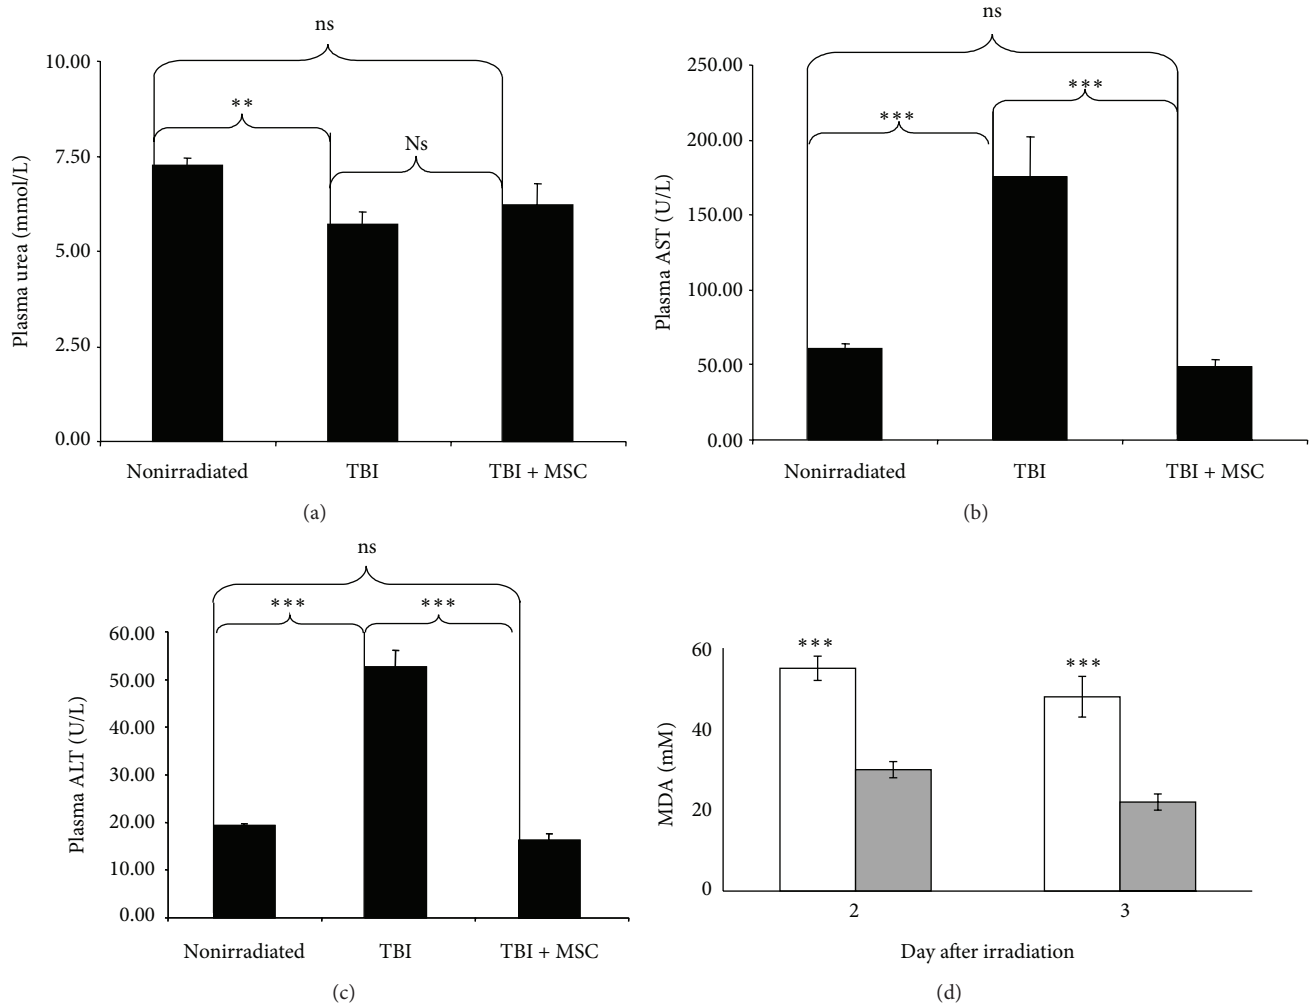 ns
10.00
**
7.50
Ns
5.00
2.50
0.00
Plasma urea (mmol/L)
Nonirradiated TBI TBI + MSC
(a)
ns
250.00
***
***
200.00
150.00
100.00
50.00
0.00
Plasma AST (U/L)
Nonirradiated TBI TBI + MSC
(b)
ns
*** ***
60.00
50.00
40.00
30.00
20.00
10.00
0.00
Plasma ALT (U/L)
Nonirradiated TBI TBI + MSC
(c)
***
***
60
40
20
0
MDA (mM)
2 3
Day after irradiation
(d)